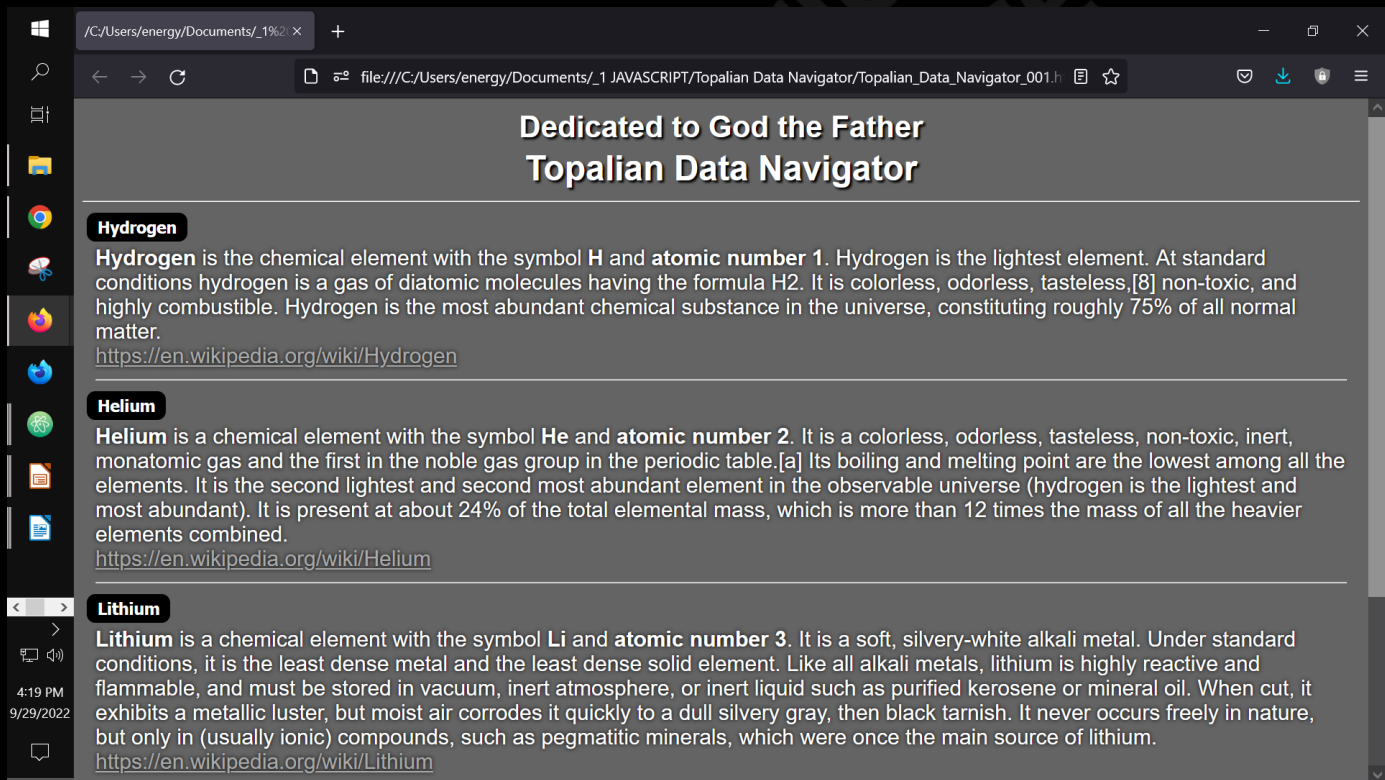 /C:/Users/energy/Documents/_1%2
file:///C:/Users/energy/Documents/_1 JAVASCRIPT/Topalian Data Navigator/Topalian_Data_Navigator_001.h
Dedicated to God the Father
Topalian Data Navigator
Hydrogen
Hydrogen is the chemical element with the symbol H and atomic number 1. Hydrogen is the lightest element. At standard
conditions hydrogen is a gas of diatomic molecules having the formula H2. It is colorless, odorless, tasteless,[8] non-toxic, and
highly combustible. Hydrogen is the most abundant chemical substance in the universe, constituting roughly 75% of all normal
matter.
https://en.wikipedia.org/wiki/Hydrogen
Helium
Helium is a chemical element with the symbol He and atomic number 2. It is a colorless, odorless, tasteless, non-toxic, inert,
monatomic gas and the first in the noble gas group in the periodic table.[a] Its boiling and melting point are the lowest among all the
elements. It is the second lightest and second most abundant element in the observable universe (hydrogen is the lightest and
most abundant). It is present at about 24% of the total elemental mass, which is more than 12 times the mass of all the heavier
elements combined.
https://en.wikipedia.org/wiki/Helium
Lithium
Lithium is a chemical element with the symbol Li and atomic number 3. It is a soft, silvery-white alkali metal. Under standard
conditions, it is the least dense metal and the least dense solid element. Like all alkali metals, lithium is highly reactive and
flammable, and must be stored in vacuum, inert atmosphere, or inert liquid such as purified kerosene or mineral oil. When cut, it
exhibits a metallic luster, but moist air corrodes it quickly to a dull silvery gray, then black tarnish. It never occurs freely in nature,
but only in (usually ionic) compounds, such as pegmatitic minerals, which were once the main source of lithium.
https://en.wikipedia.org/wiki/Lithium
4:19 PM
9/29/2022